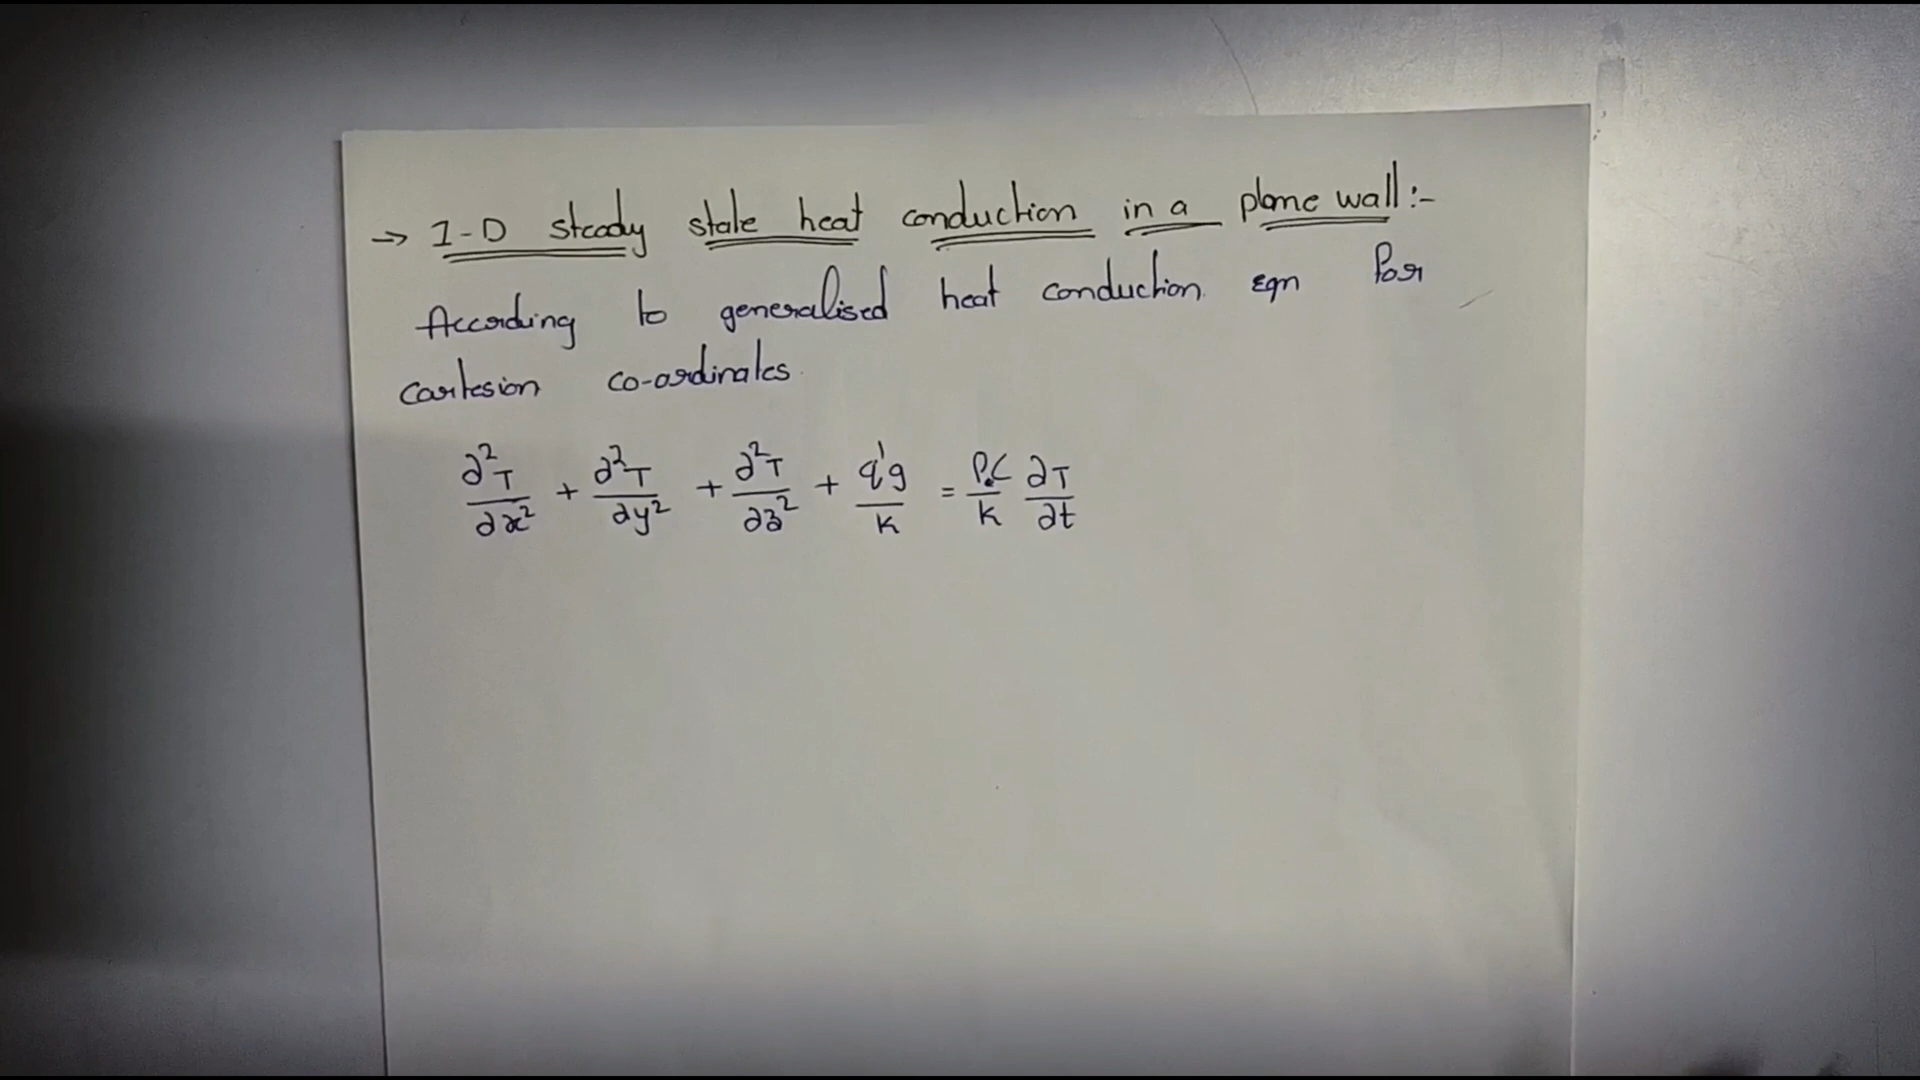 → 1-D steady state heat conduction in a plane wall :-
According to generalised heat conduction Eqn for
cartesion co-ordinates.
∂²T/∂x² + ∂²T/∂y² + ∂²T/∂z² + q'g/k = ρ.C/k ∂T/∂t